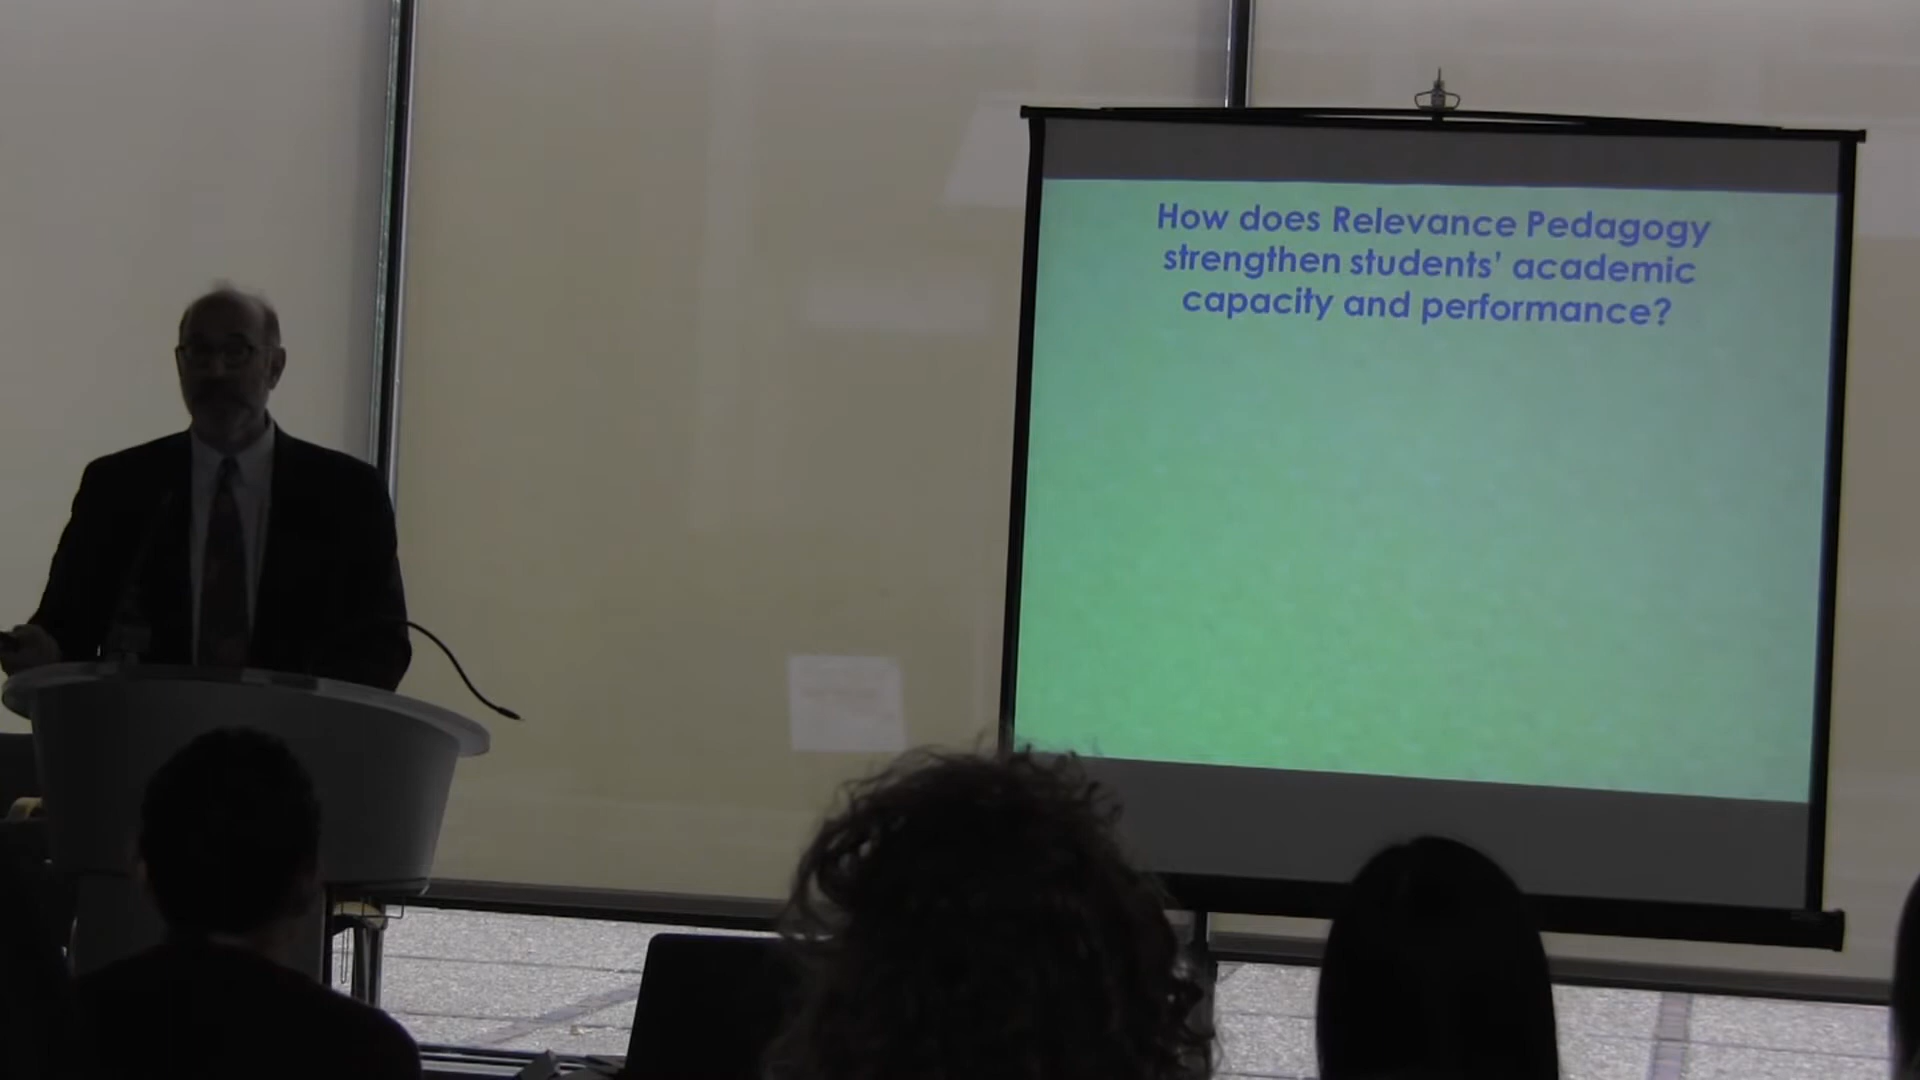 How does Relevance Pedagogy
strengthen students' academic
capacity and performance?